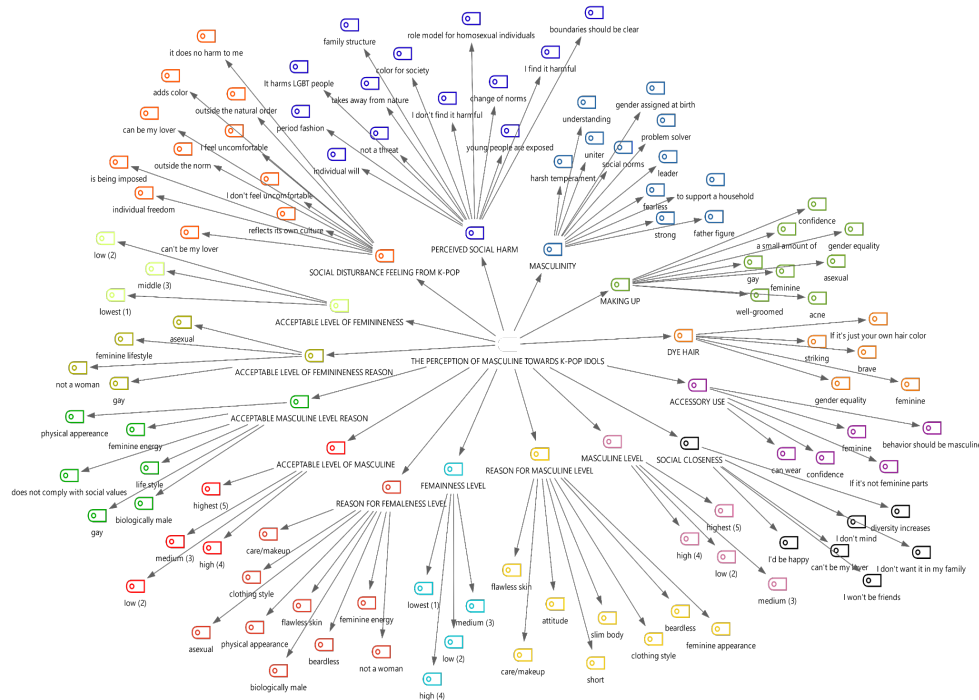 boundaries should be clear
role model for homosexual individuals
family structure
it does no harm to me
I find it harmful
color for society
It harms LGBT people
adds color
takes away from nature
change of norms
outside the natural order
I don't find it harmful
gender assigned at birth
understanding
can be my lover
period fashion
problem solver
I feel uncomfortable
not a threat
young people are exposed
uniter
social norms
outside the norm
individual will
harsh temperament
leader
is being imposed
I don't feel uncomfortable
fearless
to support a household
individual freedom
reflects its own culture
strong
father figure
confidence
can't be my lover
PERCEIVED SOCIAL HARM
MASCULINITY
a small amount of
gender equality
low (2)
SOCIAL DISTURBANCE FEELING FROM K-POP
gay
feminine
asexual
middle (3)
MAKING UP
well-groomed
acne
lowest (1)
ACCEPTABLE LEVEL OF FEMININENESS
If it's just your own hair color
asexual
DYE HAIR
striking
brave
feminine lifestyle
THE PERCEPTION OF MASCULINE TOWARDS K-POP IDOLS
not a woman
ACCEPTABLE LEVEL OF FEMININENESS REASON
gay
gender equality
feminine
ACCESSORY USE
physical appereance
ACCEPTABLE MASCULINE LEVEL REASON
feminine energy
feminine
behavior should be masculine
can wear
confidence
MASCULINE LEVEL
SOCIAL CLOSENESS
ACCEPTABLE LEVEL OF MASCULINE
REASON FOR MASCULINE LEVEL
FEMAINNESS LEVEL
does not comply with social values
life style
If it's not feminine parts
REASON FOR FEMALENESS LEVEL
gay
biologically male
highest (5)
highest (5)
diversity increases
care/makeup
I don't mind
medium (3)
high (4)
high (4)
I'd be happy
low (2)
can't be my lover
I don't want it in my family
flawless skin
low (2)
clothing style
lowest (1)
medium (3)
medium (3)
I won't be friends
flawless skin
feminine energy
attitude
slim body
beardless
asexual
physical appearance
beardless
not a woman
low (2)
care/makeup
clothing style
feminine appearance
short
biologically male
high (4)